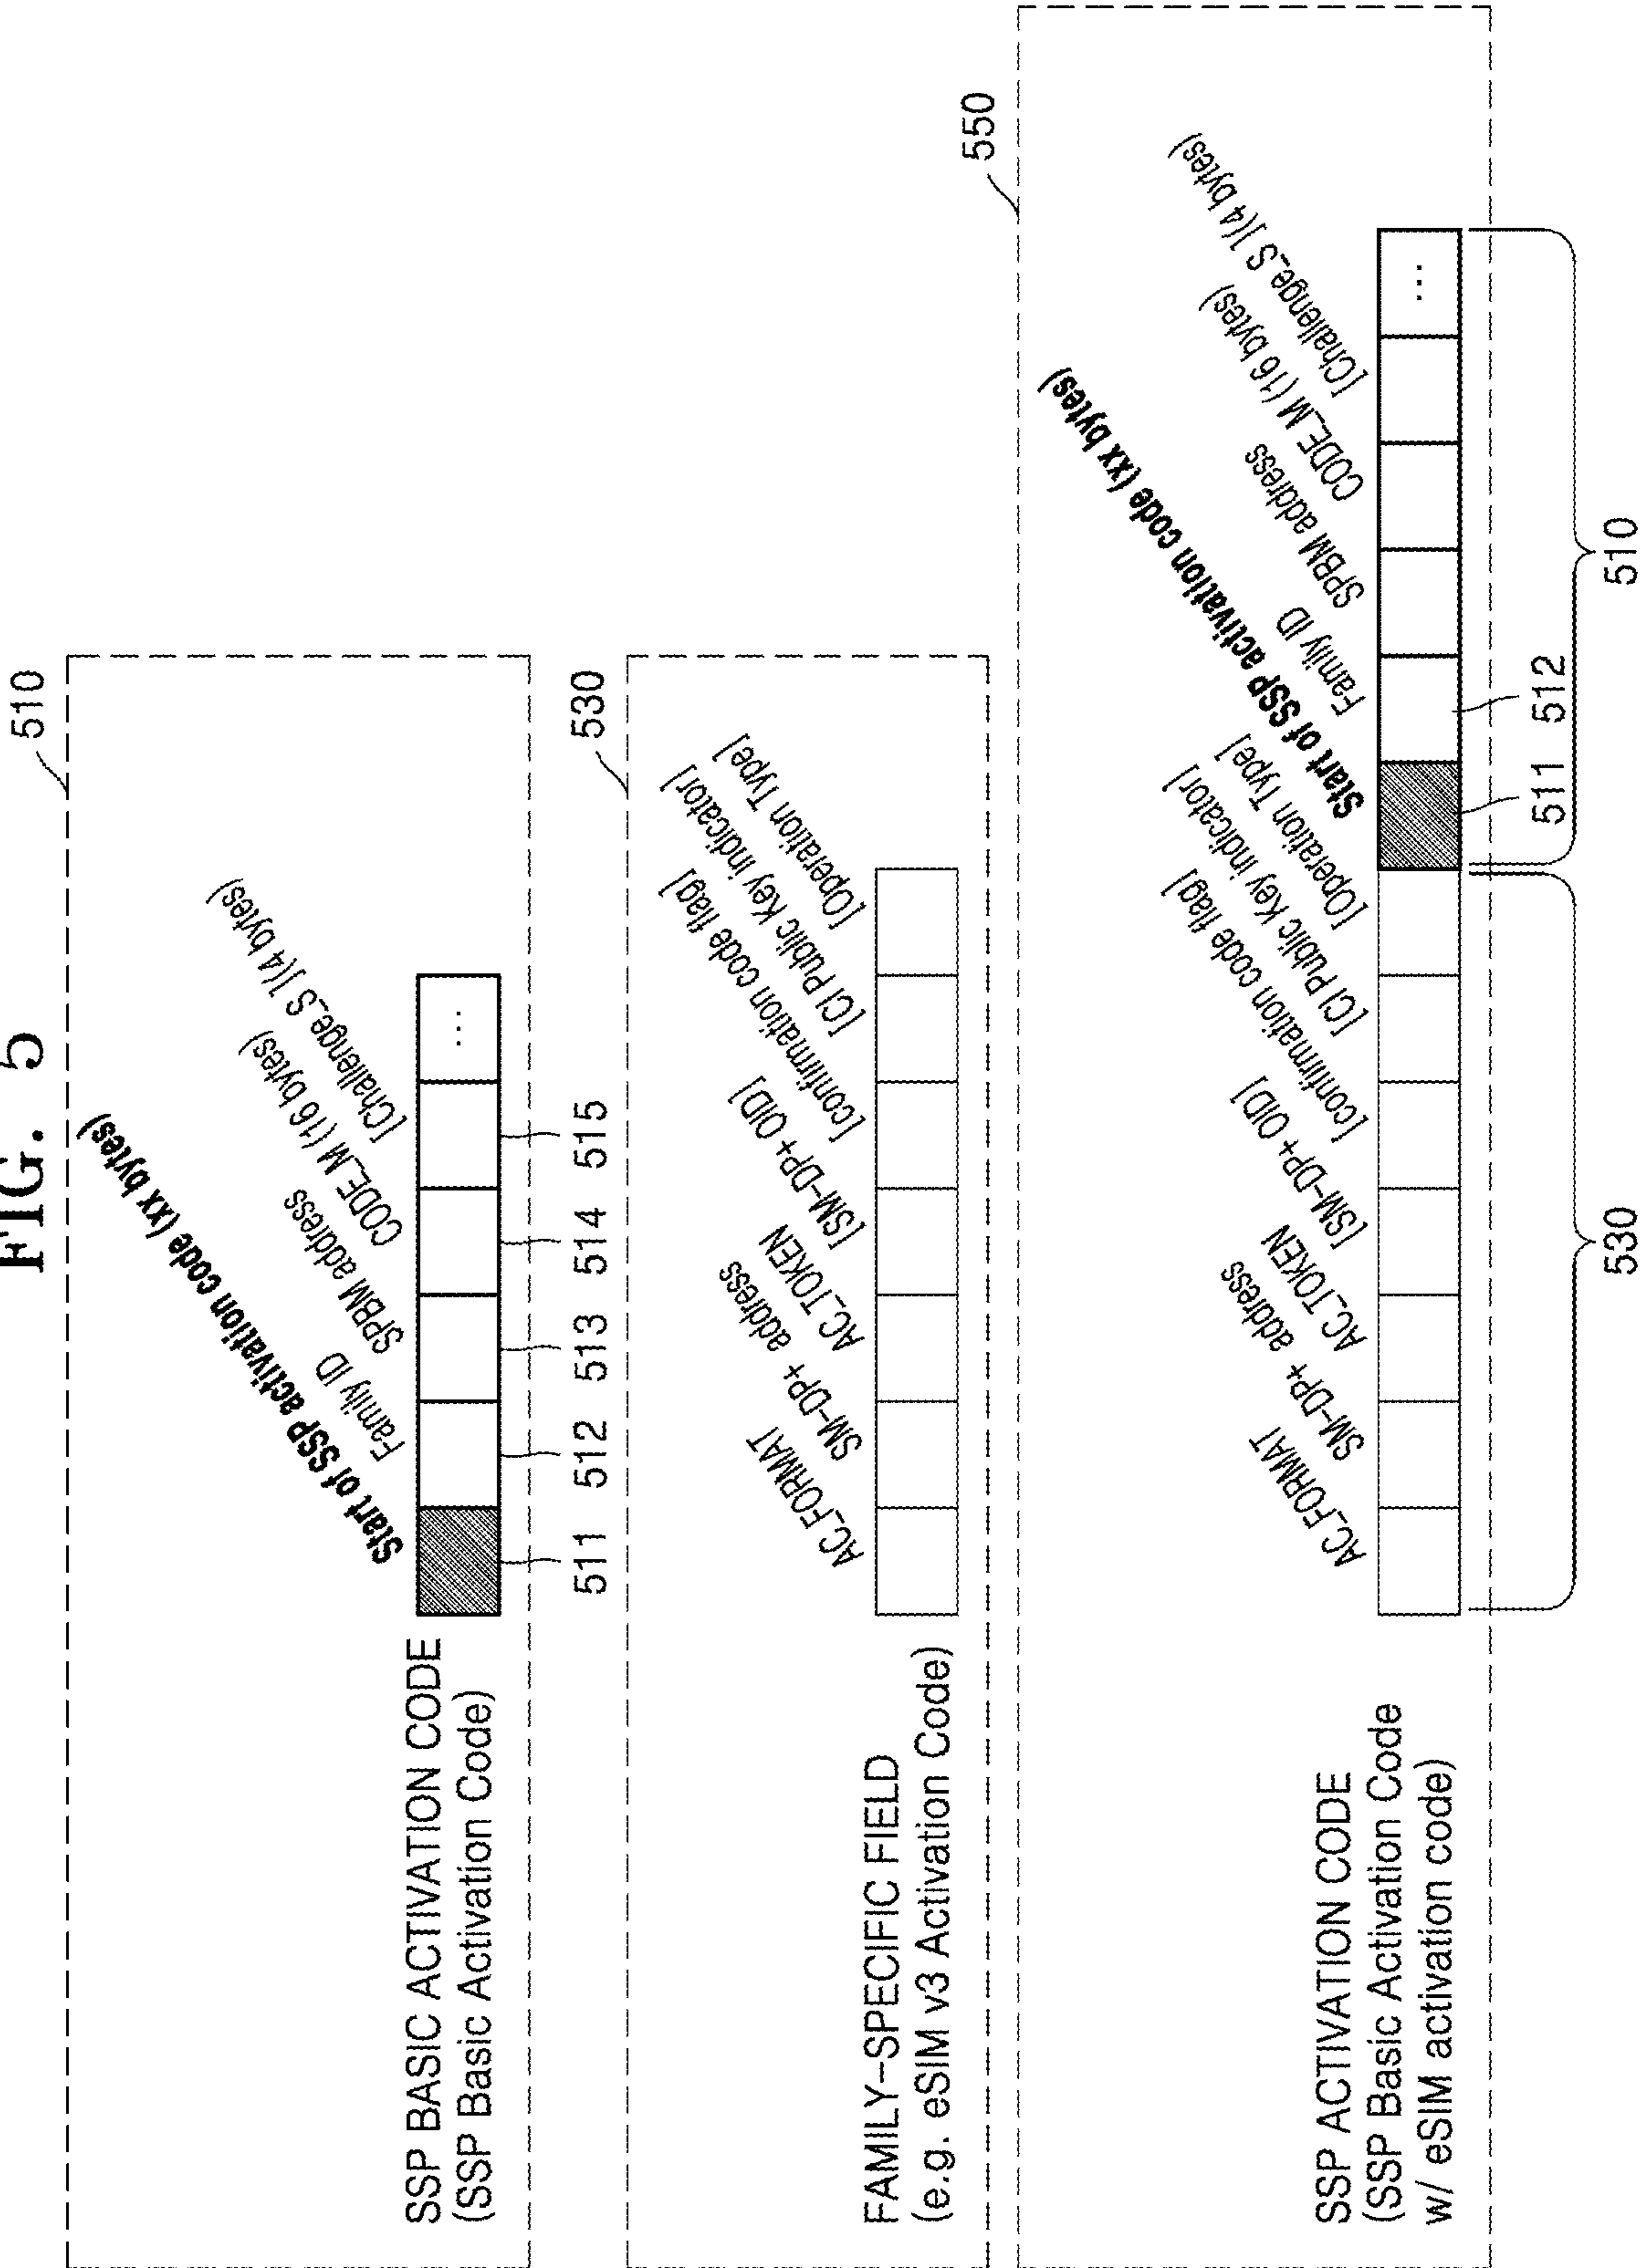 FIG. 5
510
SSP BASIC ACTIVATION CODE
(SSP Basic Activation Code)
Start of SSP activation code (xx bytes)
Family ID
SPBM address
CODE_M (16 bytes)
[Challenge_S ](4 bytes)
...
511
512
513
514
515
530
FAMILY-SPECIFIC FIELD
(e.g. eSIM v3 Activation Code)
AC_FORMAT
SM-DP+ address
AC_TOKEN
[SM-DP+ OID]
[confirmation code flag]
[CI Public Key indicator]
[Operation Type]
550
SSP ACTIVATION CODE
(SSP Basic Activation Code
w/ eSIM activation code)
AC_FORMAT
SM-DP+ address
AC_TOKEN
[SM-DP+ OID]
[confirmation code flag]
[CI Public Key indicator]
[Operation Type]
Start of SSP activation code (xx bytes)
Family ID
SPBM address
CODE_M (16 bytes)
[Challenge_S ](4 bytes)
...
511
512
530
510